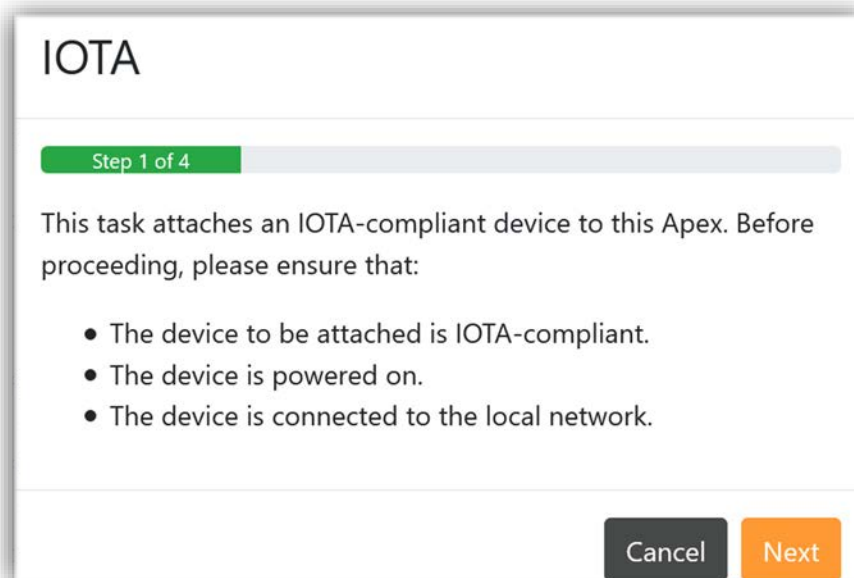 IOTA
Step 1 of 4
This task attaches an IOTA-compliant device to this Apex. Before
proceeding, please ensure that:
● The device to be attached is IOTA-compliant.
● The device is powered on.
● The device is connected to the local network.
Cancel Next